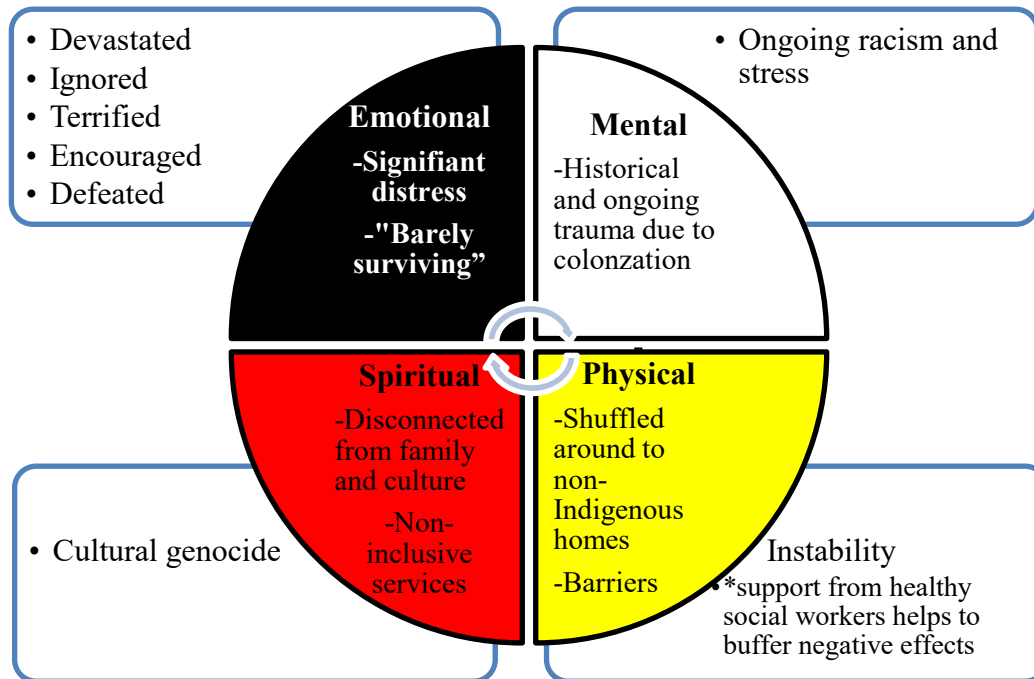 • Devastated
• Ignored
• Terrified
• Encouraged
• Defeated
Emotional
-Signifiant
distress
-"Barely
surviving”
• Ongoing racism and
stress
Mental
-Historical
and ongoing
trauma due to
colonzation
Spiritual
-Disconnected
from family
and culture
-Non-
inclusive
services
• Cultural genocide
Physical
-Shuffled
around to
non-
Indigenous
homes
-Barriers
Instability
• *support from healthy
social workers helps to
buffer negative effects